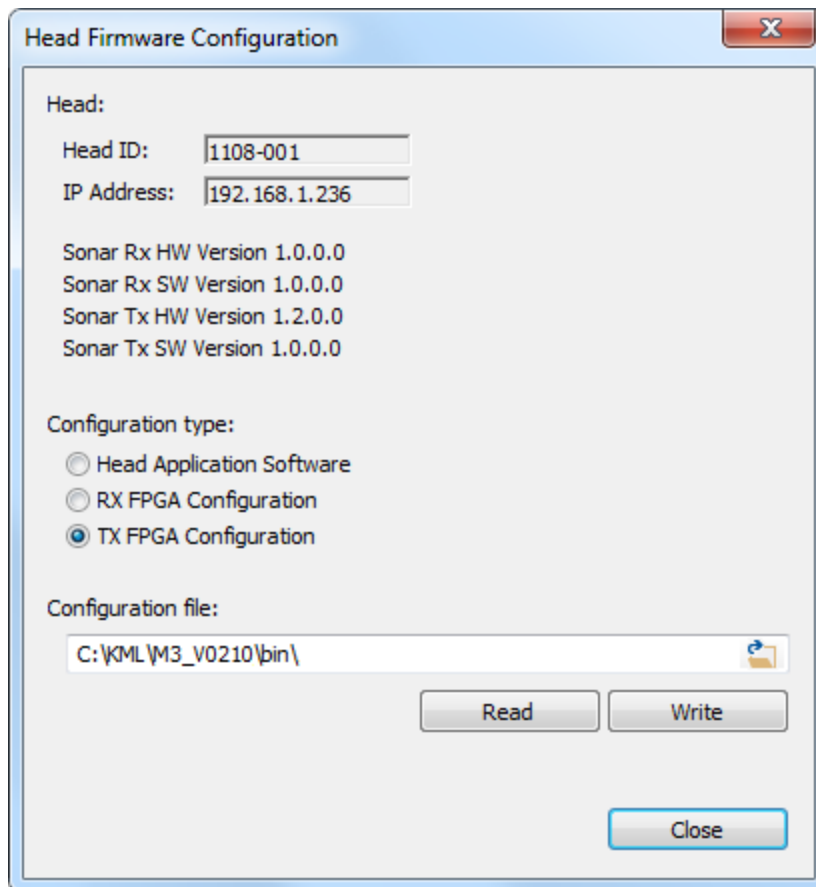 Head Firmware Configuration
Head:
Head ID: 1108-001
IP Address: 192.168.1.236
Sonar Rx HW Version 1.0.0.0
Sonar Rx SW Version 1.0.0.0
Sonar Tx HW Version 1.2.0.0
Sonar Tx SW Version 1.0.0.0
Configuration type:
Head Application Software
RX FPGA Configuration
TX FPGA Configuration
Configuration file:
C:\KML\M3_V0210\bin\
Read Write
Close